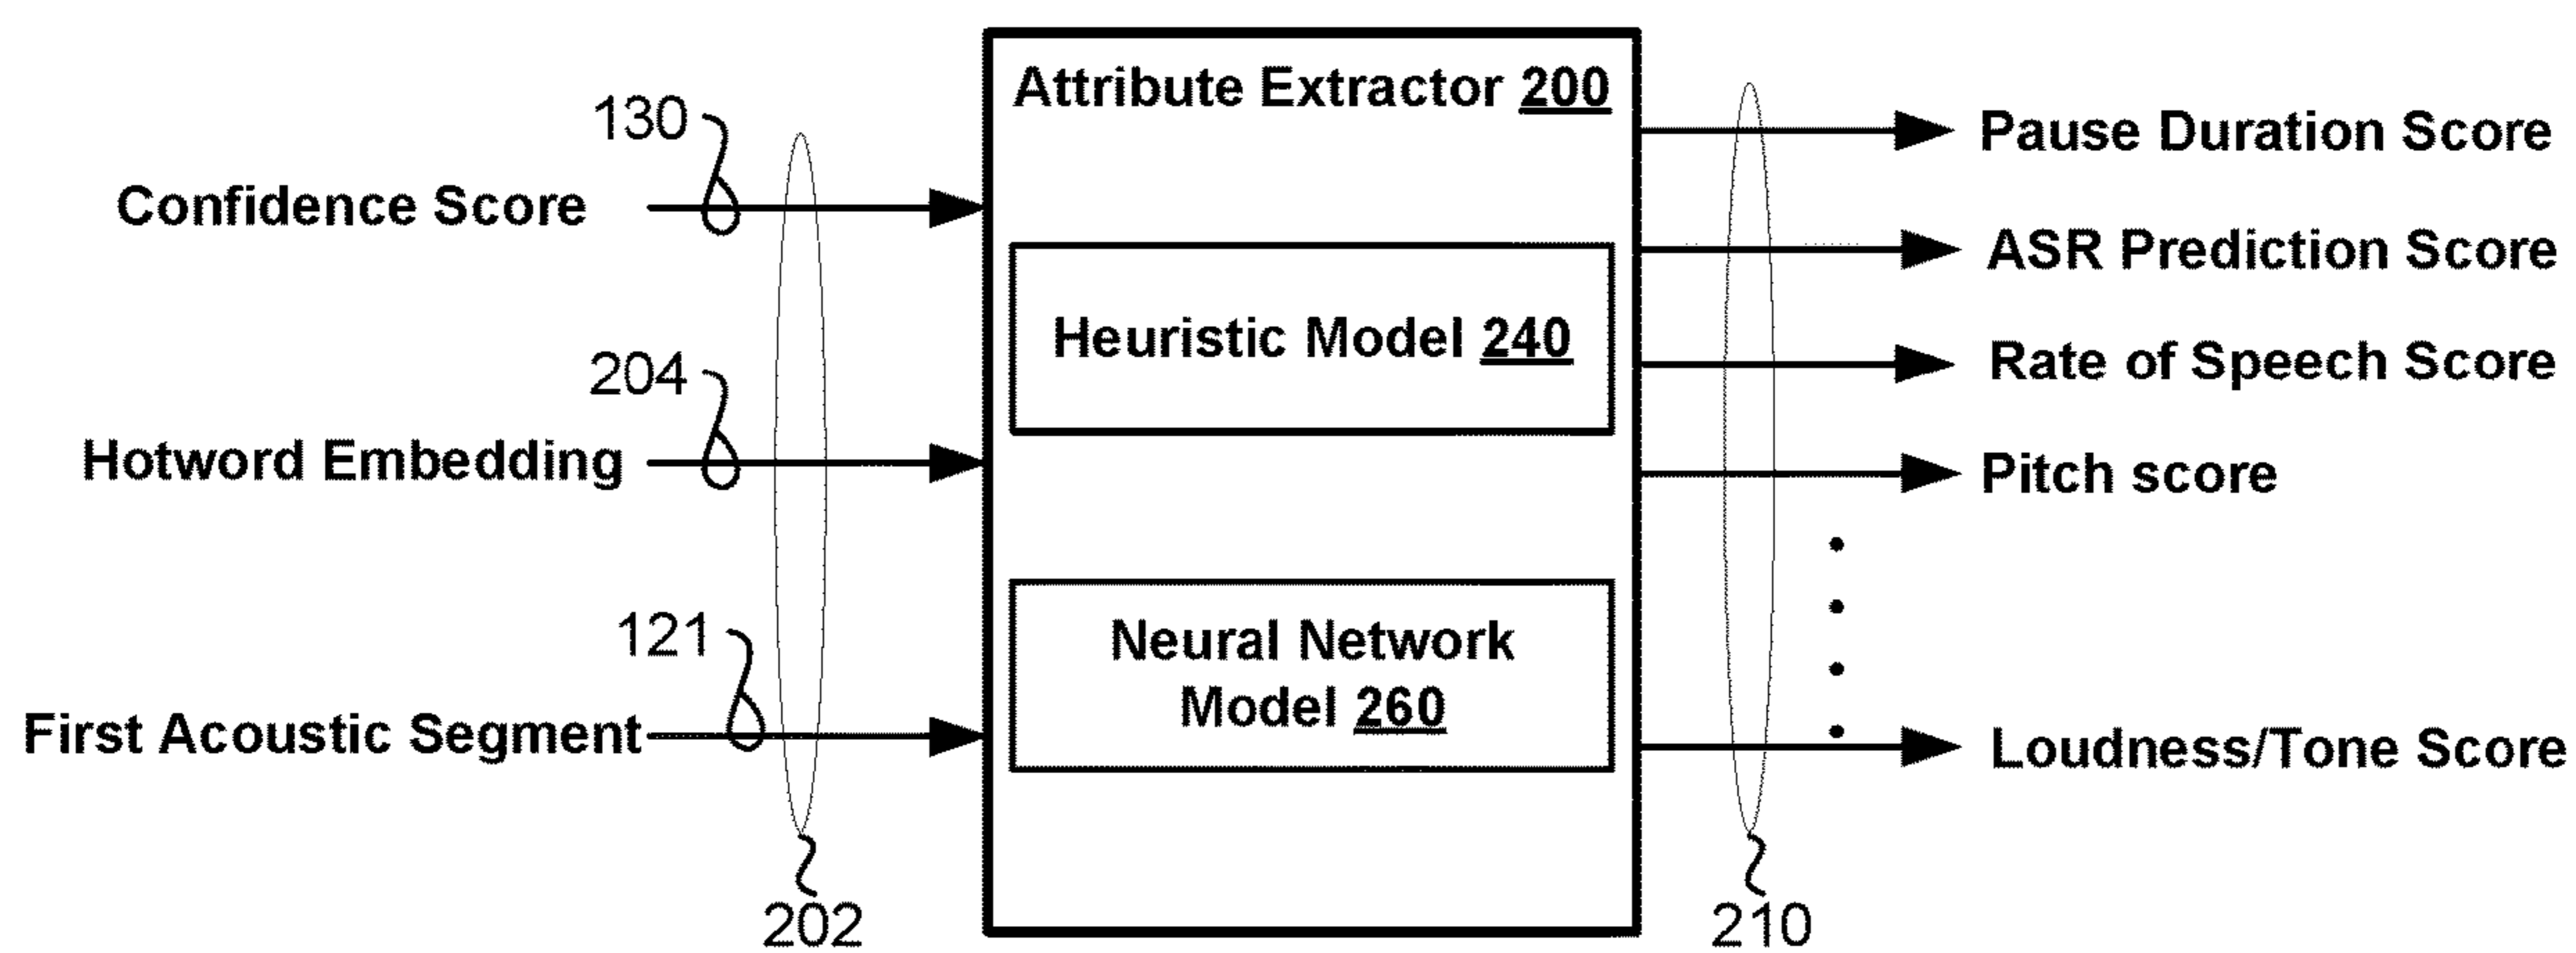 130
Confidence Score
204
Hotword Embedding
121
First Acoustic Segment
202
Attribute Extractor 200
Heuristic Model 240
Neural Network
Model 260
Pause Duration Score
ASR Prediction Score
Rate of Speech Score
Pitch score
Loudness/Tone Score
210